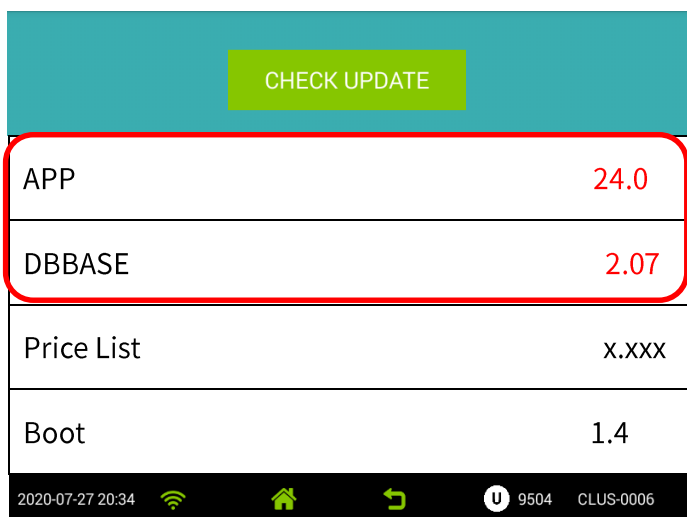 CHECK UPDATE
APP 24.0
DBBASE 2.07
Price List x.xxx
Boot 1.4
2020-07-27 20:34 U 9504 CLUS-0006